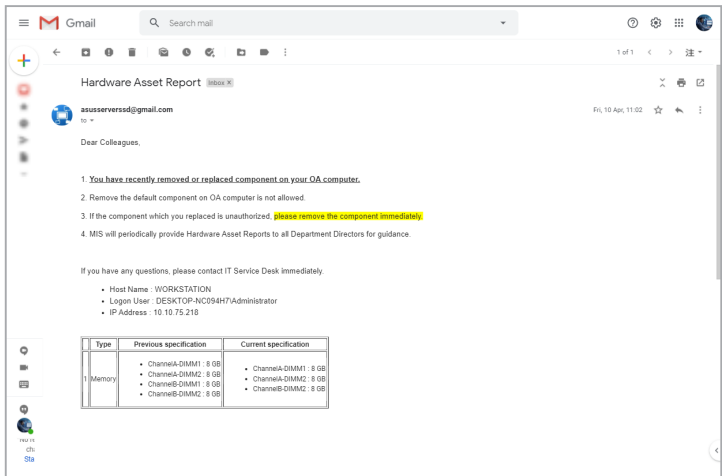 Gmail
Search mail
1 of 1
注
Hardware Asset Report Inbox ×
asusserverssd@gmail.com
Fri, 10 Apr, 11:02
to
Dear Colleagues,
1. You have recently removed or replaced component on your OA computer.
2. Remove the default component on OA computer is not allowed.
3. If the component which you replaced is unauthorized, please remove the component immediately.
4. MIS will periodically provide Hardware Asset Reports to all Department Directors for guidance.
If you have any questions, please contact IT Service Desk immediately.
• Host Name : WORKSTATION
• Logon User : DESKTOP-NC094H7\Administrator
• IP Address : 10.10.75.218
Type Previous specification Current specification
1 Memory
• ChannelA-DIMM1 : 8 GB
• ChannelA-DIMM2 : 8 GB
• ChannelB-DIMM1 : 8 GB
• ChannelB-DIMM2 : 8 GB
• ChannelA-DIMM1 : 8 GB
• ChannelA-DIMM2 : 8 GB
• ChannelB-DIMM2 : 8 GB
Sta